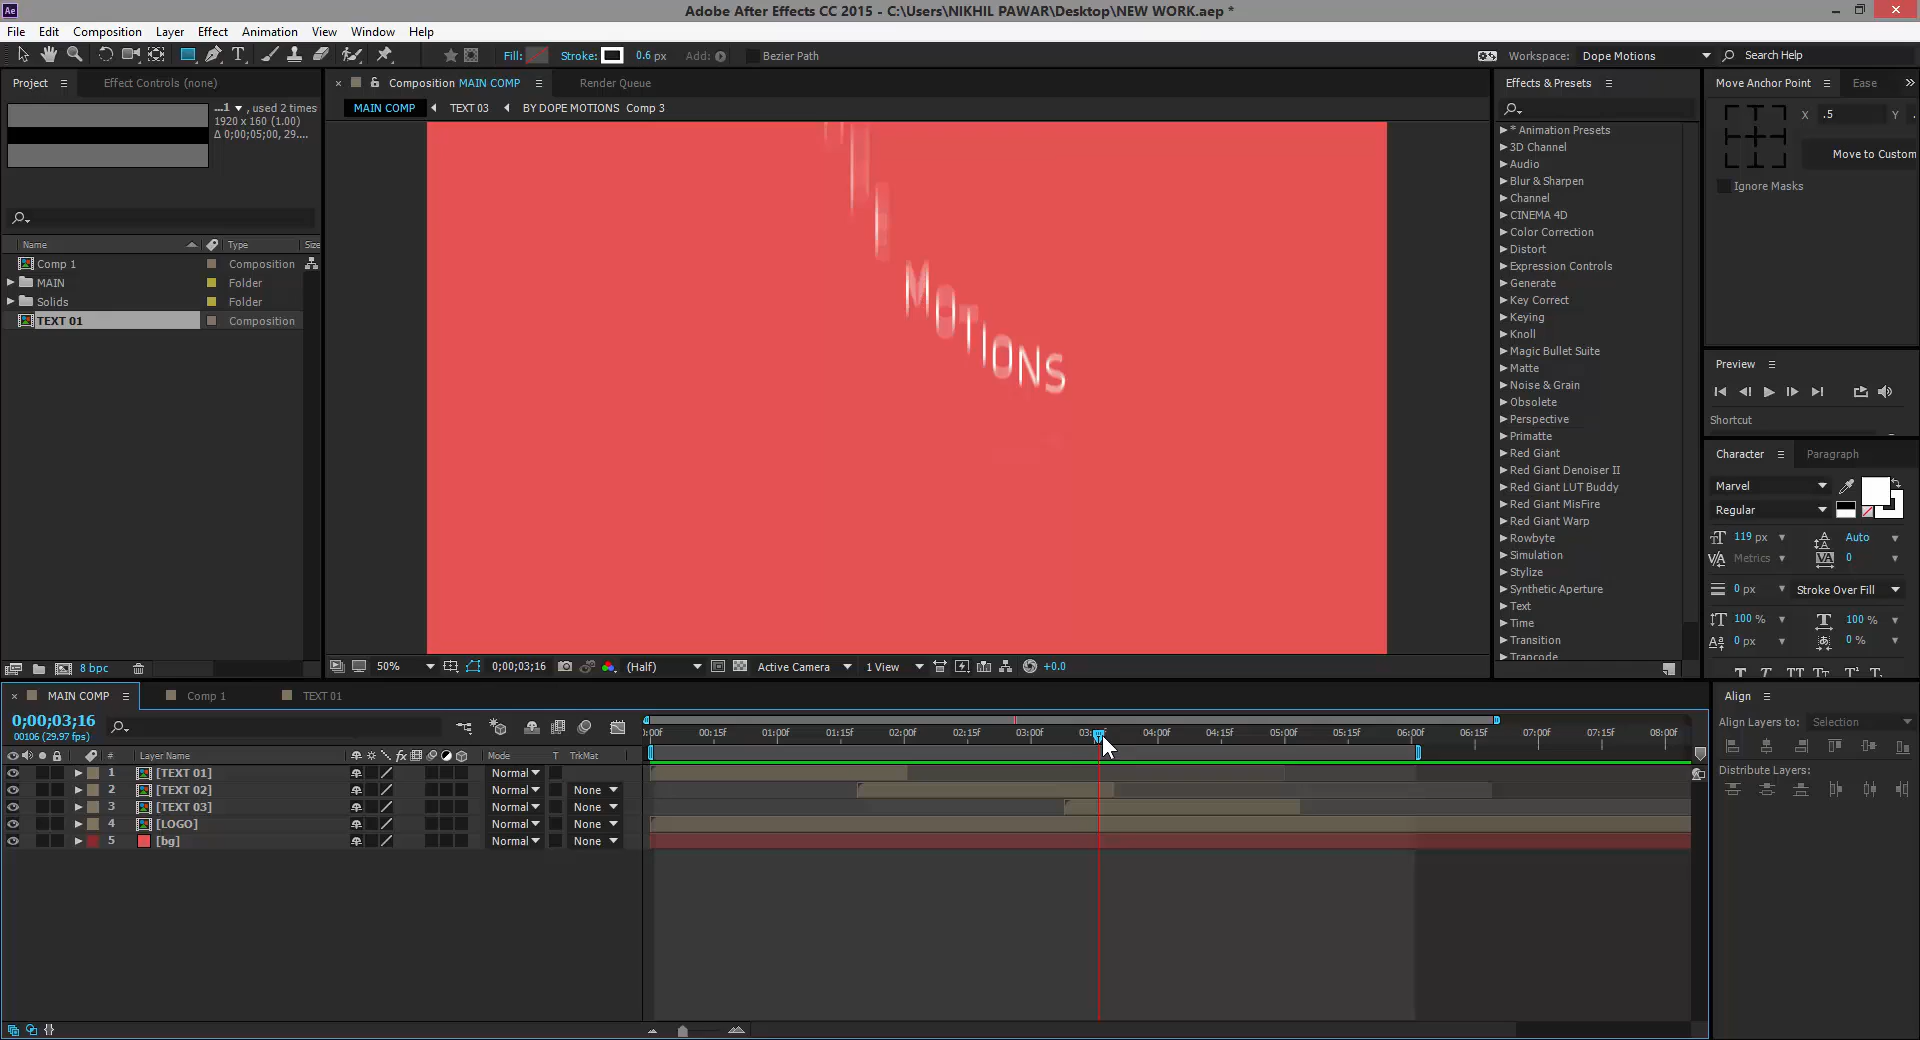 Ae Adobe After Effects CC 2015 - C:\Users\NIKHIL PAWAR\Desktop\NEW WORK.aep *
File Edit Composition Layer Effect Animation View Window Help
Fill: Stroke: 0.6 px Add: Bezier Path Workspace: Dope Motions Search Help
Project Effect Controls (none)
Composition MAIN COMP Render Queue
Effects & Presets
Move Anchor Point Ease
...1 , used 2 times
1920 x 160 (1.00)
Δ 0;00;05;00, 29....
MAIN COMP TEXT 03 BY DOPE MOTIONS Comp 3
X .5 Y
Move to Custom
Ignore Masks
Name Type Size
Comp 1 Composition
MAIN Folder
Solids Folder
TEXT 01 Composition
MOTIONS
* Animation Presets
3D Channel
Audio
Blur & Sharpen
Channel
CINEMA 4D
Color Correction
Distort
Expression Controls
Generate
Key Correct
Keying
Knoll
Magic Bullet Suite
Matte
Noise & Grain
Obsolete
Perspective
Primatte
Red Giant
Red Giant Denoiser II
Red Giant LUT Buddy
Red Giant MisFire
Red Giant Warp
Rowbyte
Simulation
Stylize
Synthetic Aperture
Text
Time
Transition
Trapcode
Preview
Shortcut
Character Paragraph
Marvel
Regular
119 px Auto
Metrics 0
0 px Stroke Over Fill
100 % 100 %
0 px 0 %
8 bpc
50% 0;00;03;16 (Half) Active Camera 1 View +0.0
MAIN COMP Comp 1 TEXT 01
0;00;03;16
00106 (29.97 fps)
:00F 00:15F 01:00F 01:15F 02:00F 02:15F 03:00F 04:00F 04:15F 05:00F 05:15F 06:00F 06:15F 07:00F 07:15F 08:00F
# Layer Name Mode T TrkMat
1 [TEXT 01] Normal
2 [TEXT 02] Normal None
3 [TEXT 03] Normal None
4 [LOGO] Normal None
5 [bg] Normal None
Align
Align Layers to: Selection
Distribute Layers: